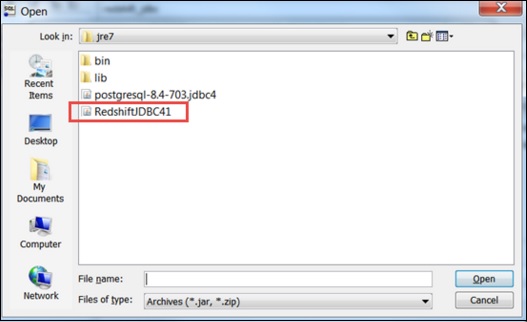 Open
Look in: jre7
Recent Items
Desktop
My Documents
Computer
Network
bin
lib
postgresql-8.4-703.jdbc4
RedshiftJDBC41
File name:
Open
Files of type: Archives (*.jar, *.zip)
Cancel